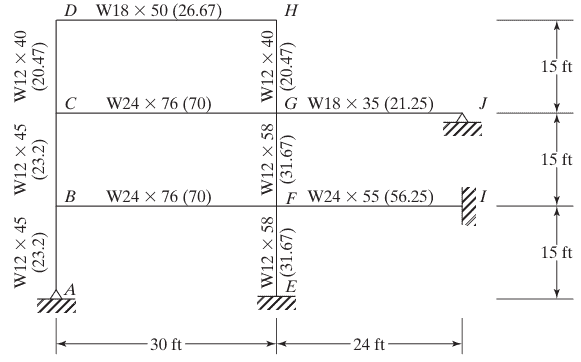 D W18 × 50 (26.67) H
W12 × 40
(20.47)
W12 × 40
(20.47)
15 ft
C W24 × 76 (70) G W18 × 35 (21.25) J
W12 × 45
(23.2)
W12 × 58
(31.67)
15 ft
B W24 × 76 (70) F W24 × 55 (56.25) I
W12 × 45
(23.2)
W12 × 58
(31.67)
15 ft
A
E
30 ft
24 ft